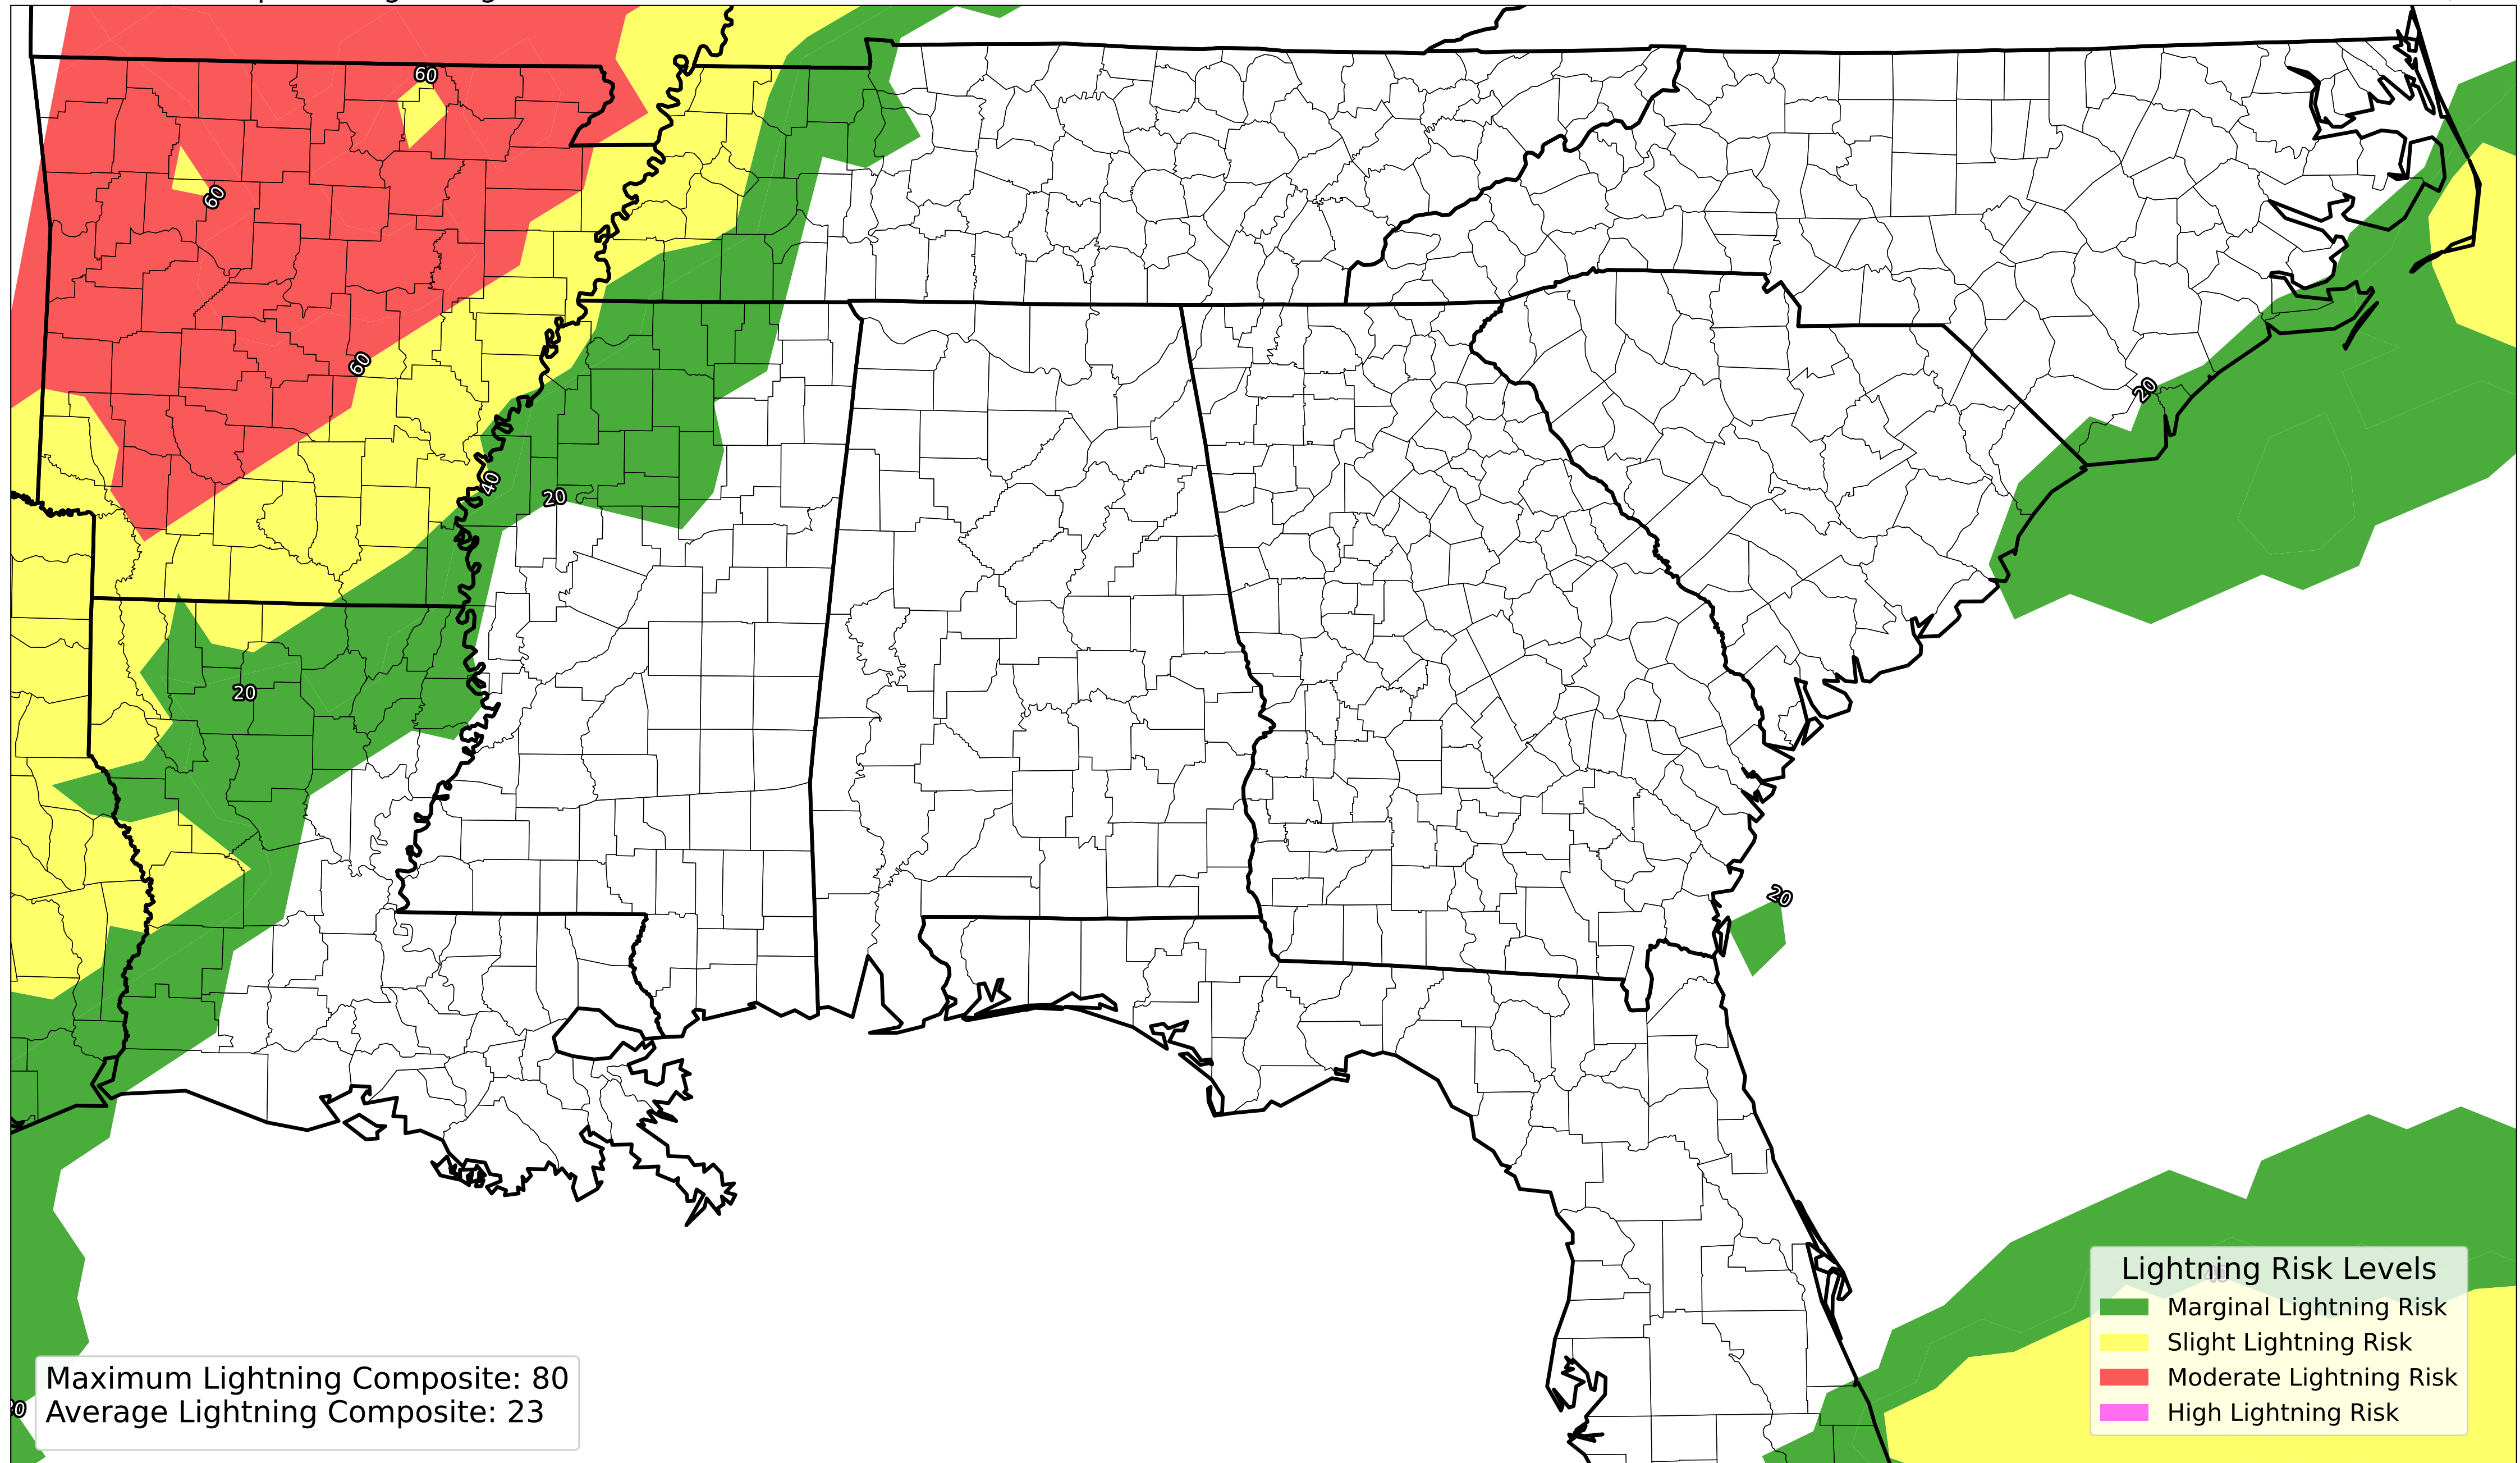 60
60
60
40
20
20
20
20
Lightning Risk Levels
Marginal Lightning Risk
Slight Lightning Risk
Moderate Lightning Risk
High Lightning Risk
Maximum Lightning Composite: 80
Average Lightning Composite: 23